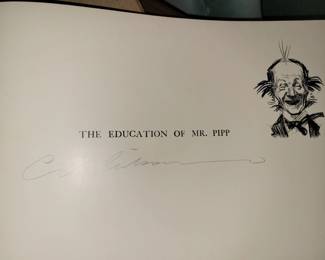 THE EDUCATION OF MR. PIPP